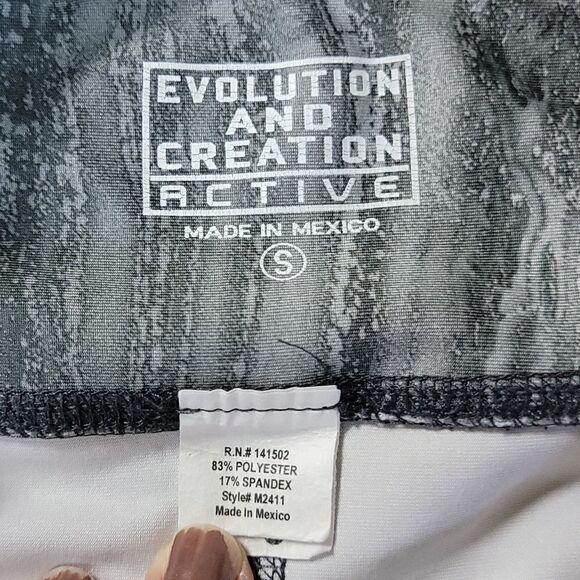 EVOLUTION
AND
CREATION
ACTIVE
MADE IN MEXICO
S
R.N.# 141502
83% POLYESTER
17% SPANDEX
Style# M2411
Made in Mexico